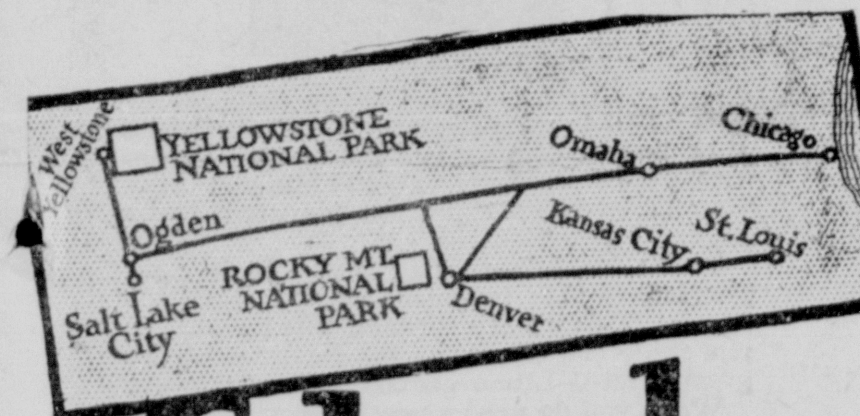 West
Yellowstone
YELLOWSTONE
NATIONAL PARK
Omaha
Chicago
Ogden
Kansas City
St. Louis
ROCKY MT.
NATIONAL
PARK
Denver
Salt Lake
City